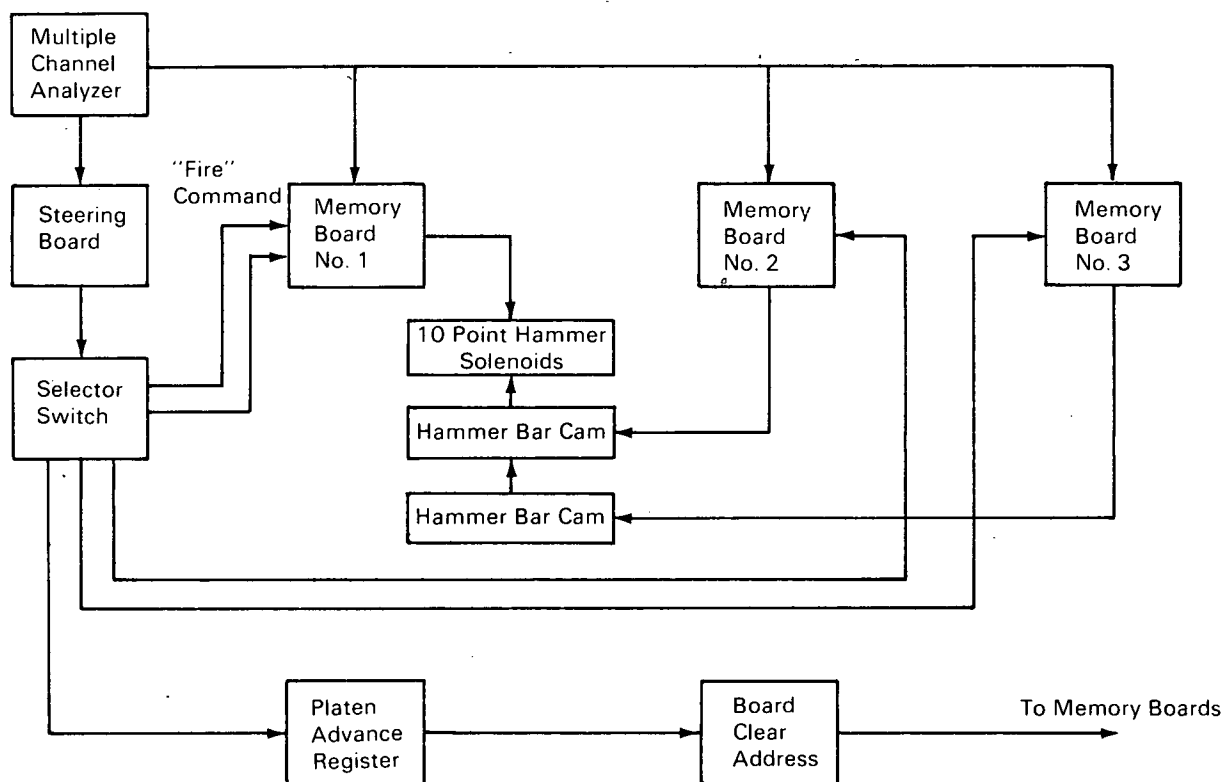 Multiple
Channel
Analyzer
"Fire"
Command
Steering
Board
Memory
Board
No. 1
Memory
Board
No. 2
Memory
Board
No. 3
10 Point Hammer
Solenoids
Selector
Switch
Hammer Bar Cam
Hammer Bar Cam
Platen
Advance
Register
Board
Clear
Address
To Memory Boards